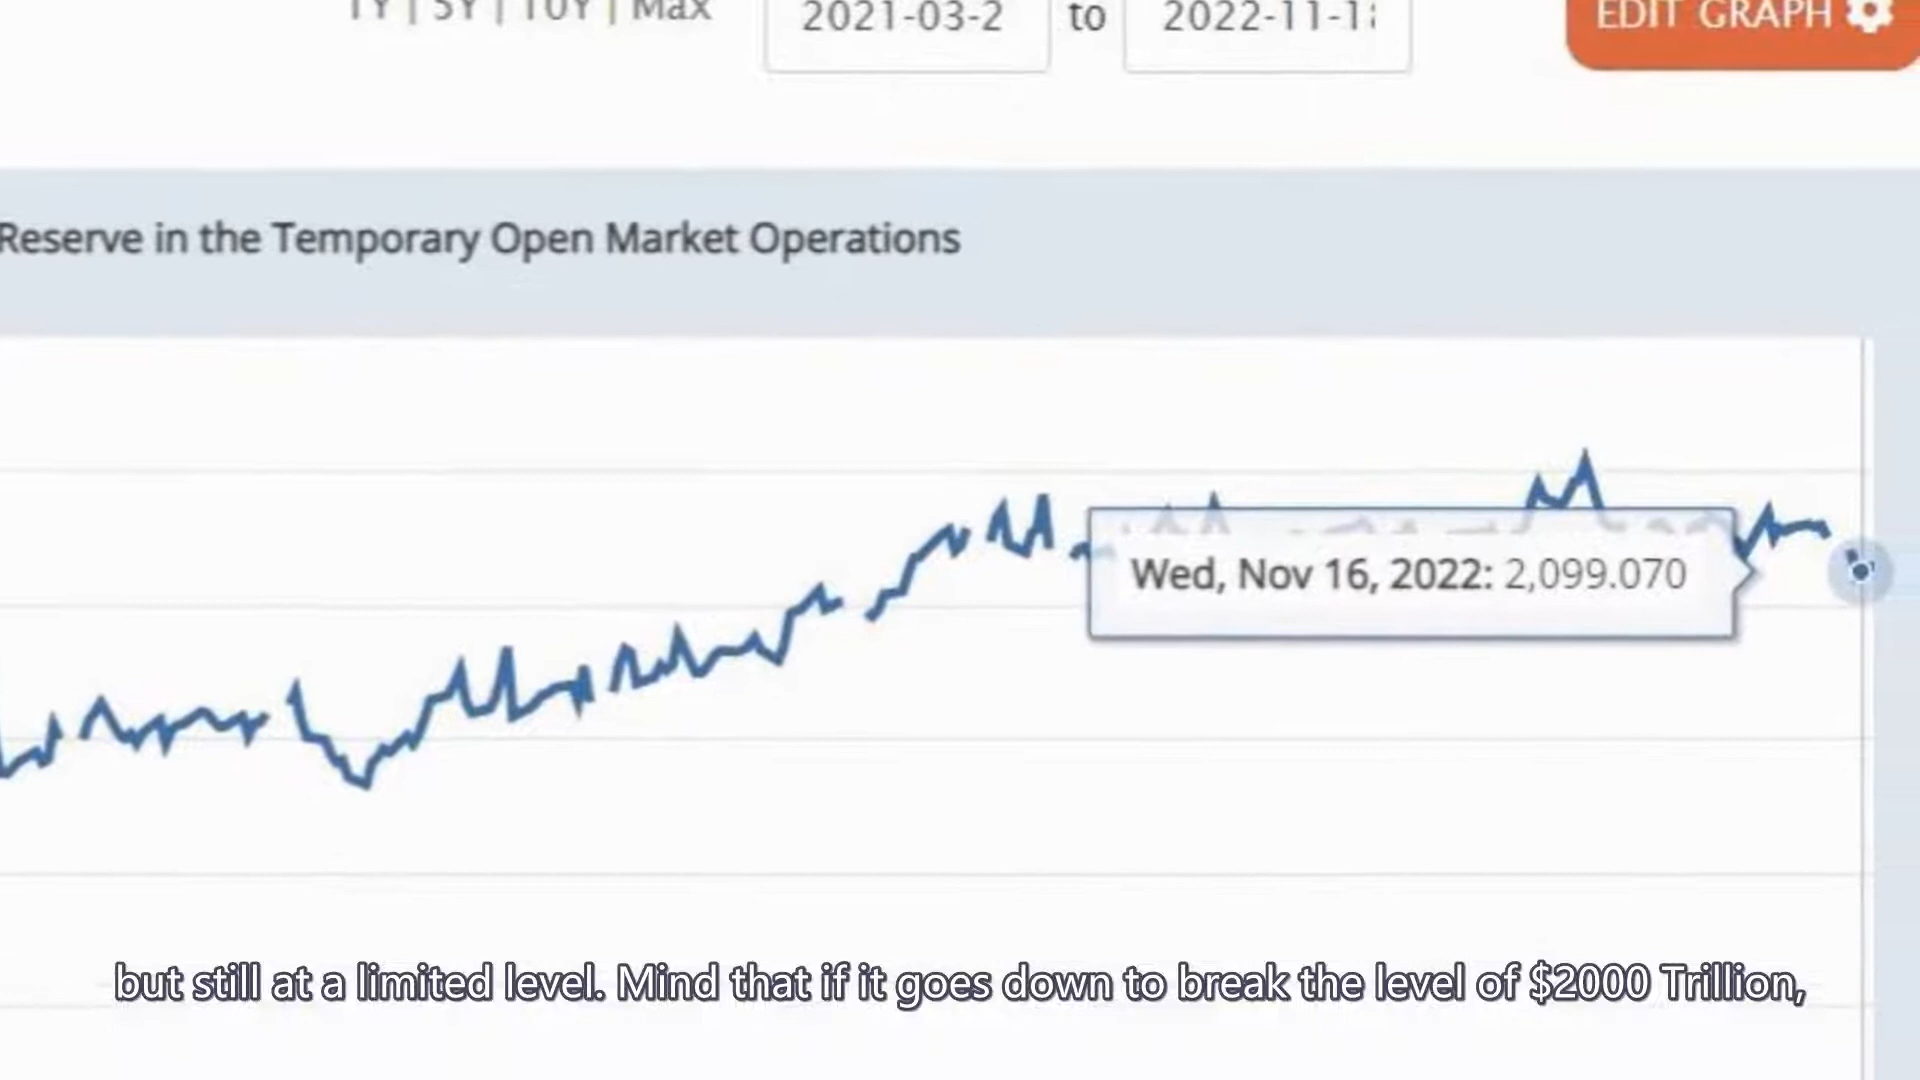 1Y | 5Y | 10Y | Max 2021-03-2 to 2022-11-1 EDIT GRAPH
Reserve in the Temporary Open Market Operations
Wed, Nov 16, 2022: 2,099.070
but still at a limited level. Mind that if it goes down to break the level of $2000 Trillion,